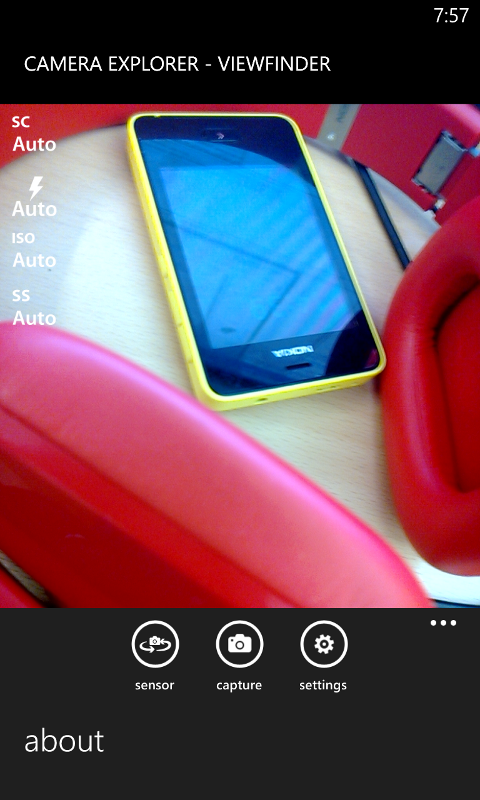 7:57
CAMERA EXPLORER - VIEWFINDER
SC
Auto
Auto
ISO
Auto
SS
Auto
NOKIA
sensor
capture
settings
about